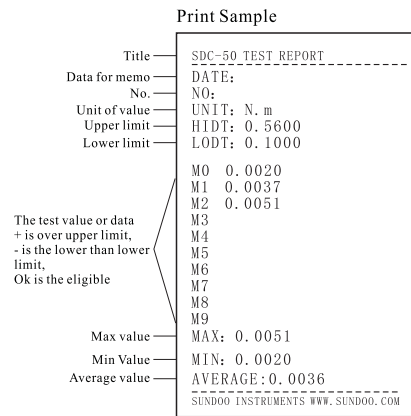 Print Sample
Title
SDC-50 TEST REPORT
Data for memo
DATE:
No.
NO:
Unit of value
UNIT: N.m
Upper limit
HIDT: 0.5600
Lower limit
LODT: 0.1000
M0 0.0020
M1 0.0037
M2 0.0051
M3
M4
M5
M6
M7
M8
M9
The test value or data
+ is over upper limit,
- is the lower than lower
limit,
Ok is the eligible
Max value
MAX: 0.0051
Min Value
MIN: 0.0020
Average value
AVERAGE:0.0036
SUNDOO INSTRUMENTS WWW.SUNDOO.COM